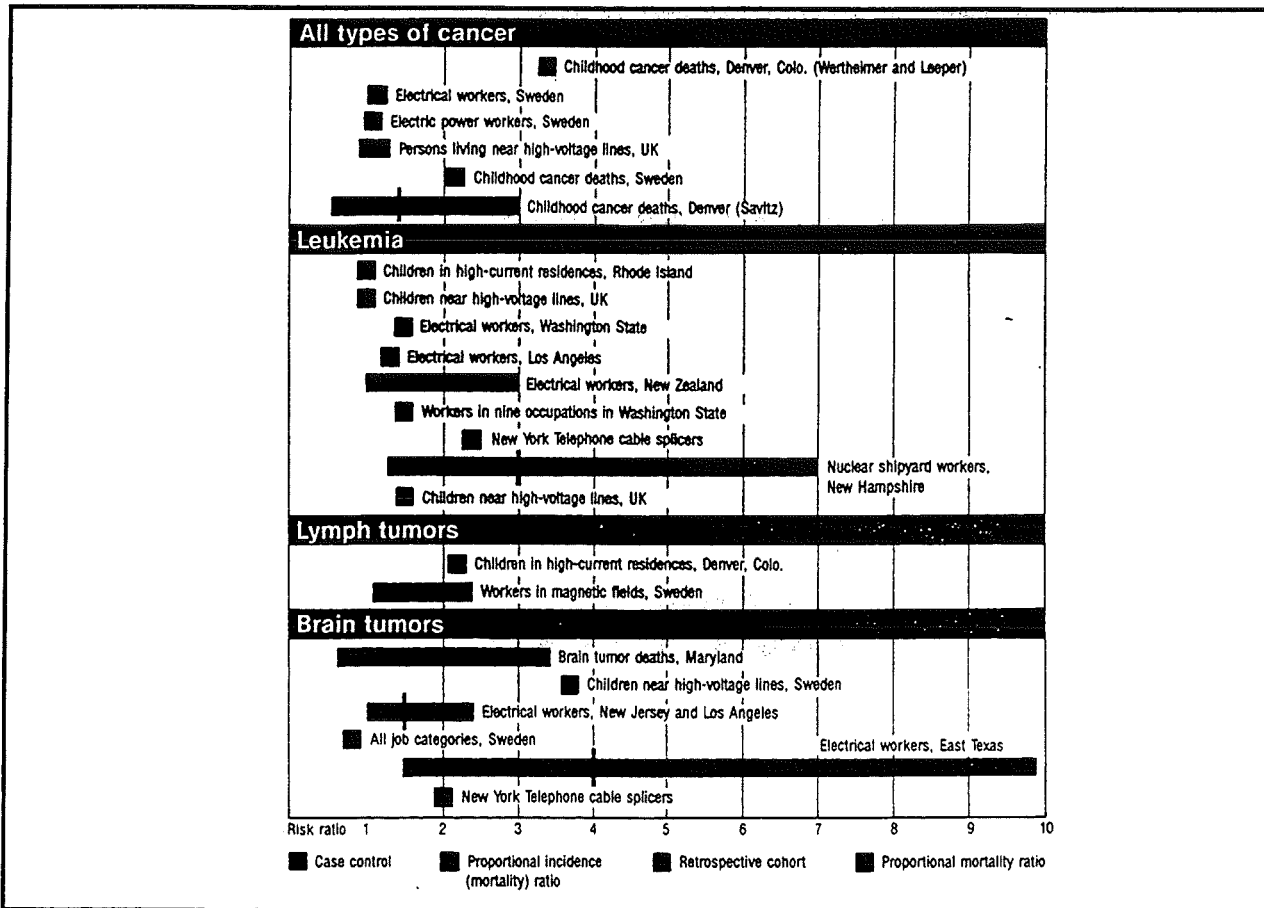 All types of cancer
Childhood cancer deaths, Denver, Colo. (Wertheimer and Leeper)
Electrical workers, Sweden
Electric power workers, Sweden
Persons living near high-voltage lines, UK
Childhood cancer deaths, Sweden
Childhood cancer deaths, Denver (Savitz)
Leukemia
Children in high-current residences, Rhode Island
Children near high-voltage lines, UK
Electrical workers, Washington State
Electrical workers, Los Angeles
Electrical workers, New Zealand
Workers in nine occupations in Washington State
New York Telephone cable splicers
Nuclear shipyard workers,
New Hampshire
Children near high-voltage lines, UK
Lymph tumors
Children in high-current residences, Denver, Colo.
Workers in magnetic fields, Sweden
Brain tumors
Brain tumor deaths, Maryland
Children near high-voltage lines, Sweden
Electrical workers, New Jersey and Los Angeles
All job categories, Sweden
Electrical workers, East Texas
New York Telephone cable splicers
Risk ratio 1 2 3 4 5 6 7 8 9 10
Case control Proportional incidence Retrospective cohort Proportional mortality ratio
(mortality) ratio